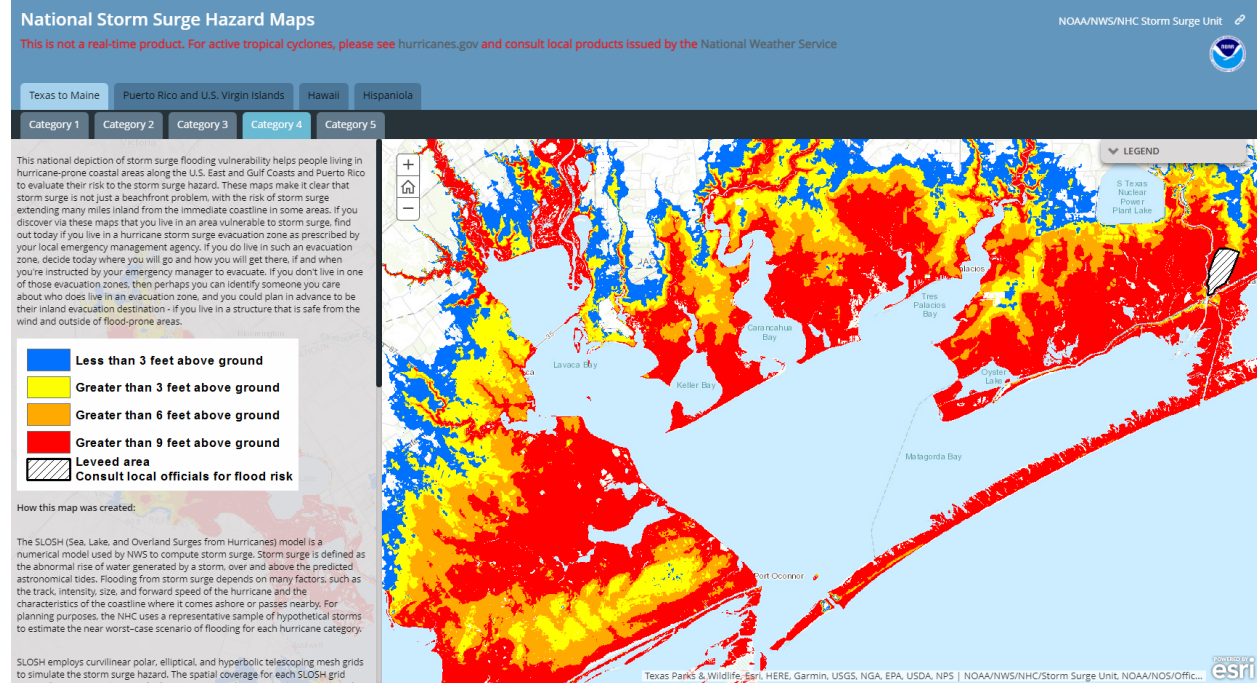 National Storm Surge Hazard Maps
NOAA/NWS/NHC Storm Surge Unit
This is not a real-time product. For active tropical cyclones, please see hurricanes.gov and consult local products issued by the National Weather Service
NOAA
Texas to Maine
Puerto Rico and U.S. Virgin Islands
Hawaii
Hispaniola
Category 1
Category 2
Category 3
Category 4
Category 5
This national depiction of storm surge flooding vulnerability helps people living in
hurricane-prone coastal areas along the U.S. East and Gulf Coasts and Puerto Rico
to evaluate their risk to the storm surge hazard. These maps make it clear that
storm surge is not just a beachfront problem, with the risk of storm surge
extending many miles inland from the immediate coastline in some areas. If you
discover via these maps that you live in an area vulnerable to storm surge, find
out today if you live in a hurricane storm surge evacuation zone as prescribed by
your local emergency management agency. If you do live in such an evacuation
zone, decide today where you will go and how you will get there, if and when
you're instructed by your emergency manager to evacuate. If you don't live in one
of those evacuation zones, then perhaps you can identify someone you care
about who does live in an evacuation zone, and you could plan in advance to be
their inland evacuation destination - if you live in a structure that is safe from the
wind and outside of flood-prone areas.
Less than 3 feet above ground
Greater than 3 feet above ground
Greater than 6 feet above ground
Greater than 9 feet above ground
Leveed area
Consult local officials for flood risk
How this map was created:
The SLOSH (Sea, Lake, and Overland Surges from Hurricanes) model is a
numerical model used by NWS to compute storm surge. Storm surge is defined as
the abnormal rise of water generated by a storm, over and above the predicted
astronomical tides. Flooding from storm surge depends on many factors, such as
the track, intensity, size, and forward speed of the hurricane and the
characteristics of the coastline where it comes ashore or passes nearby. For
planning purposes, the NHC uses a representative sample of hypothetical storms
to estimate the near worst-case scenario of flooding for each hurricane category.
SLOSH employs curvilinear polar, elliptical, and hyperbolic telescoping mesh grids
to simulate the storm surge hazard. The spatial coverage for each SLOSH grid
+
−
LEGEND
S Texas
Nuclear
Power
Plant Lake
JAC
palacios
Tres
Palacios
Bay
Carancahua
Bay
Lavaca Bay
ca
Keller Bay
Oyster
Lake
Matagorda Bay
Port Oconnor
Texas Parks & Wildlife, Esri, HERE, Garmin, USGS, NGA, EPA, USDA, NPS | NOAA/NWS/NHC/Storm Surge Unit, NOAA/NOS/Offic...
POWERED BY
esri